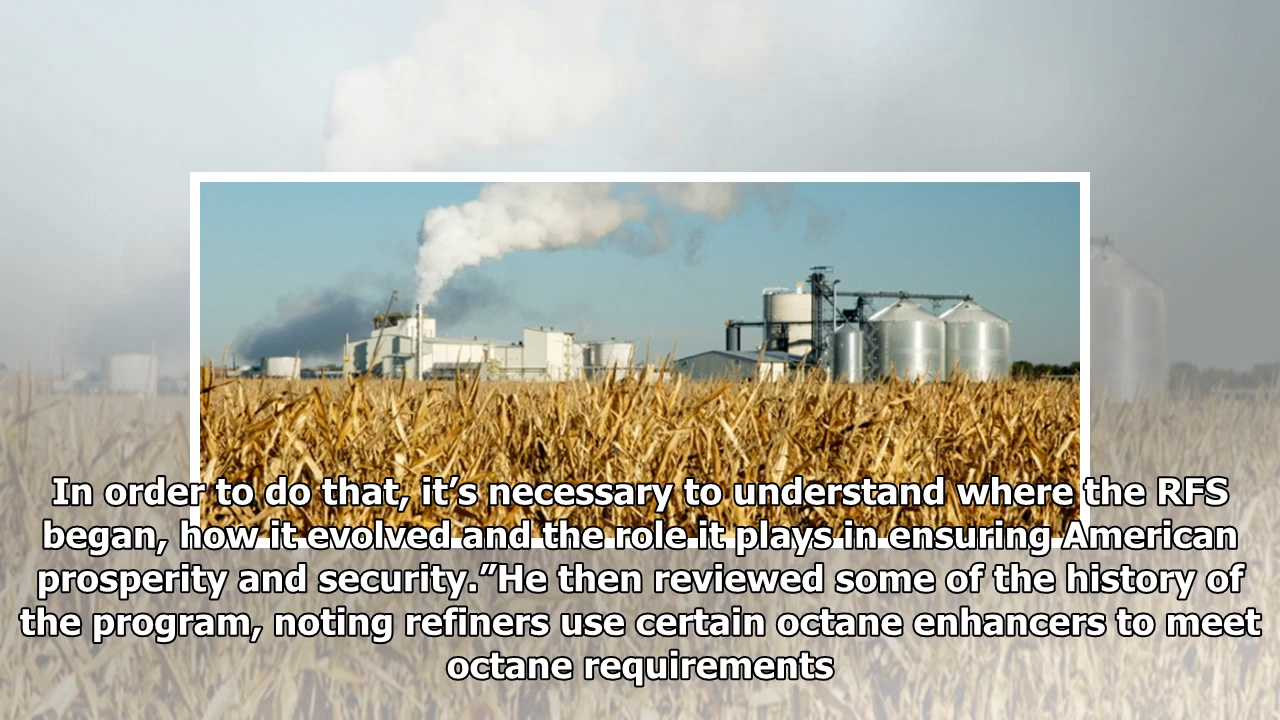 In order to do that, it’s necessary to understand where the RFS
began, how it evolved and the role it plays in ensuring American
prosperity and security.”He then reviewed some of the history of
the program, noting refiners use certain octane enhancers to meet
octane requirements